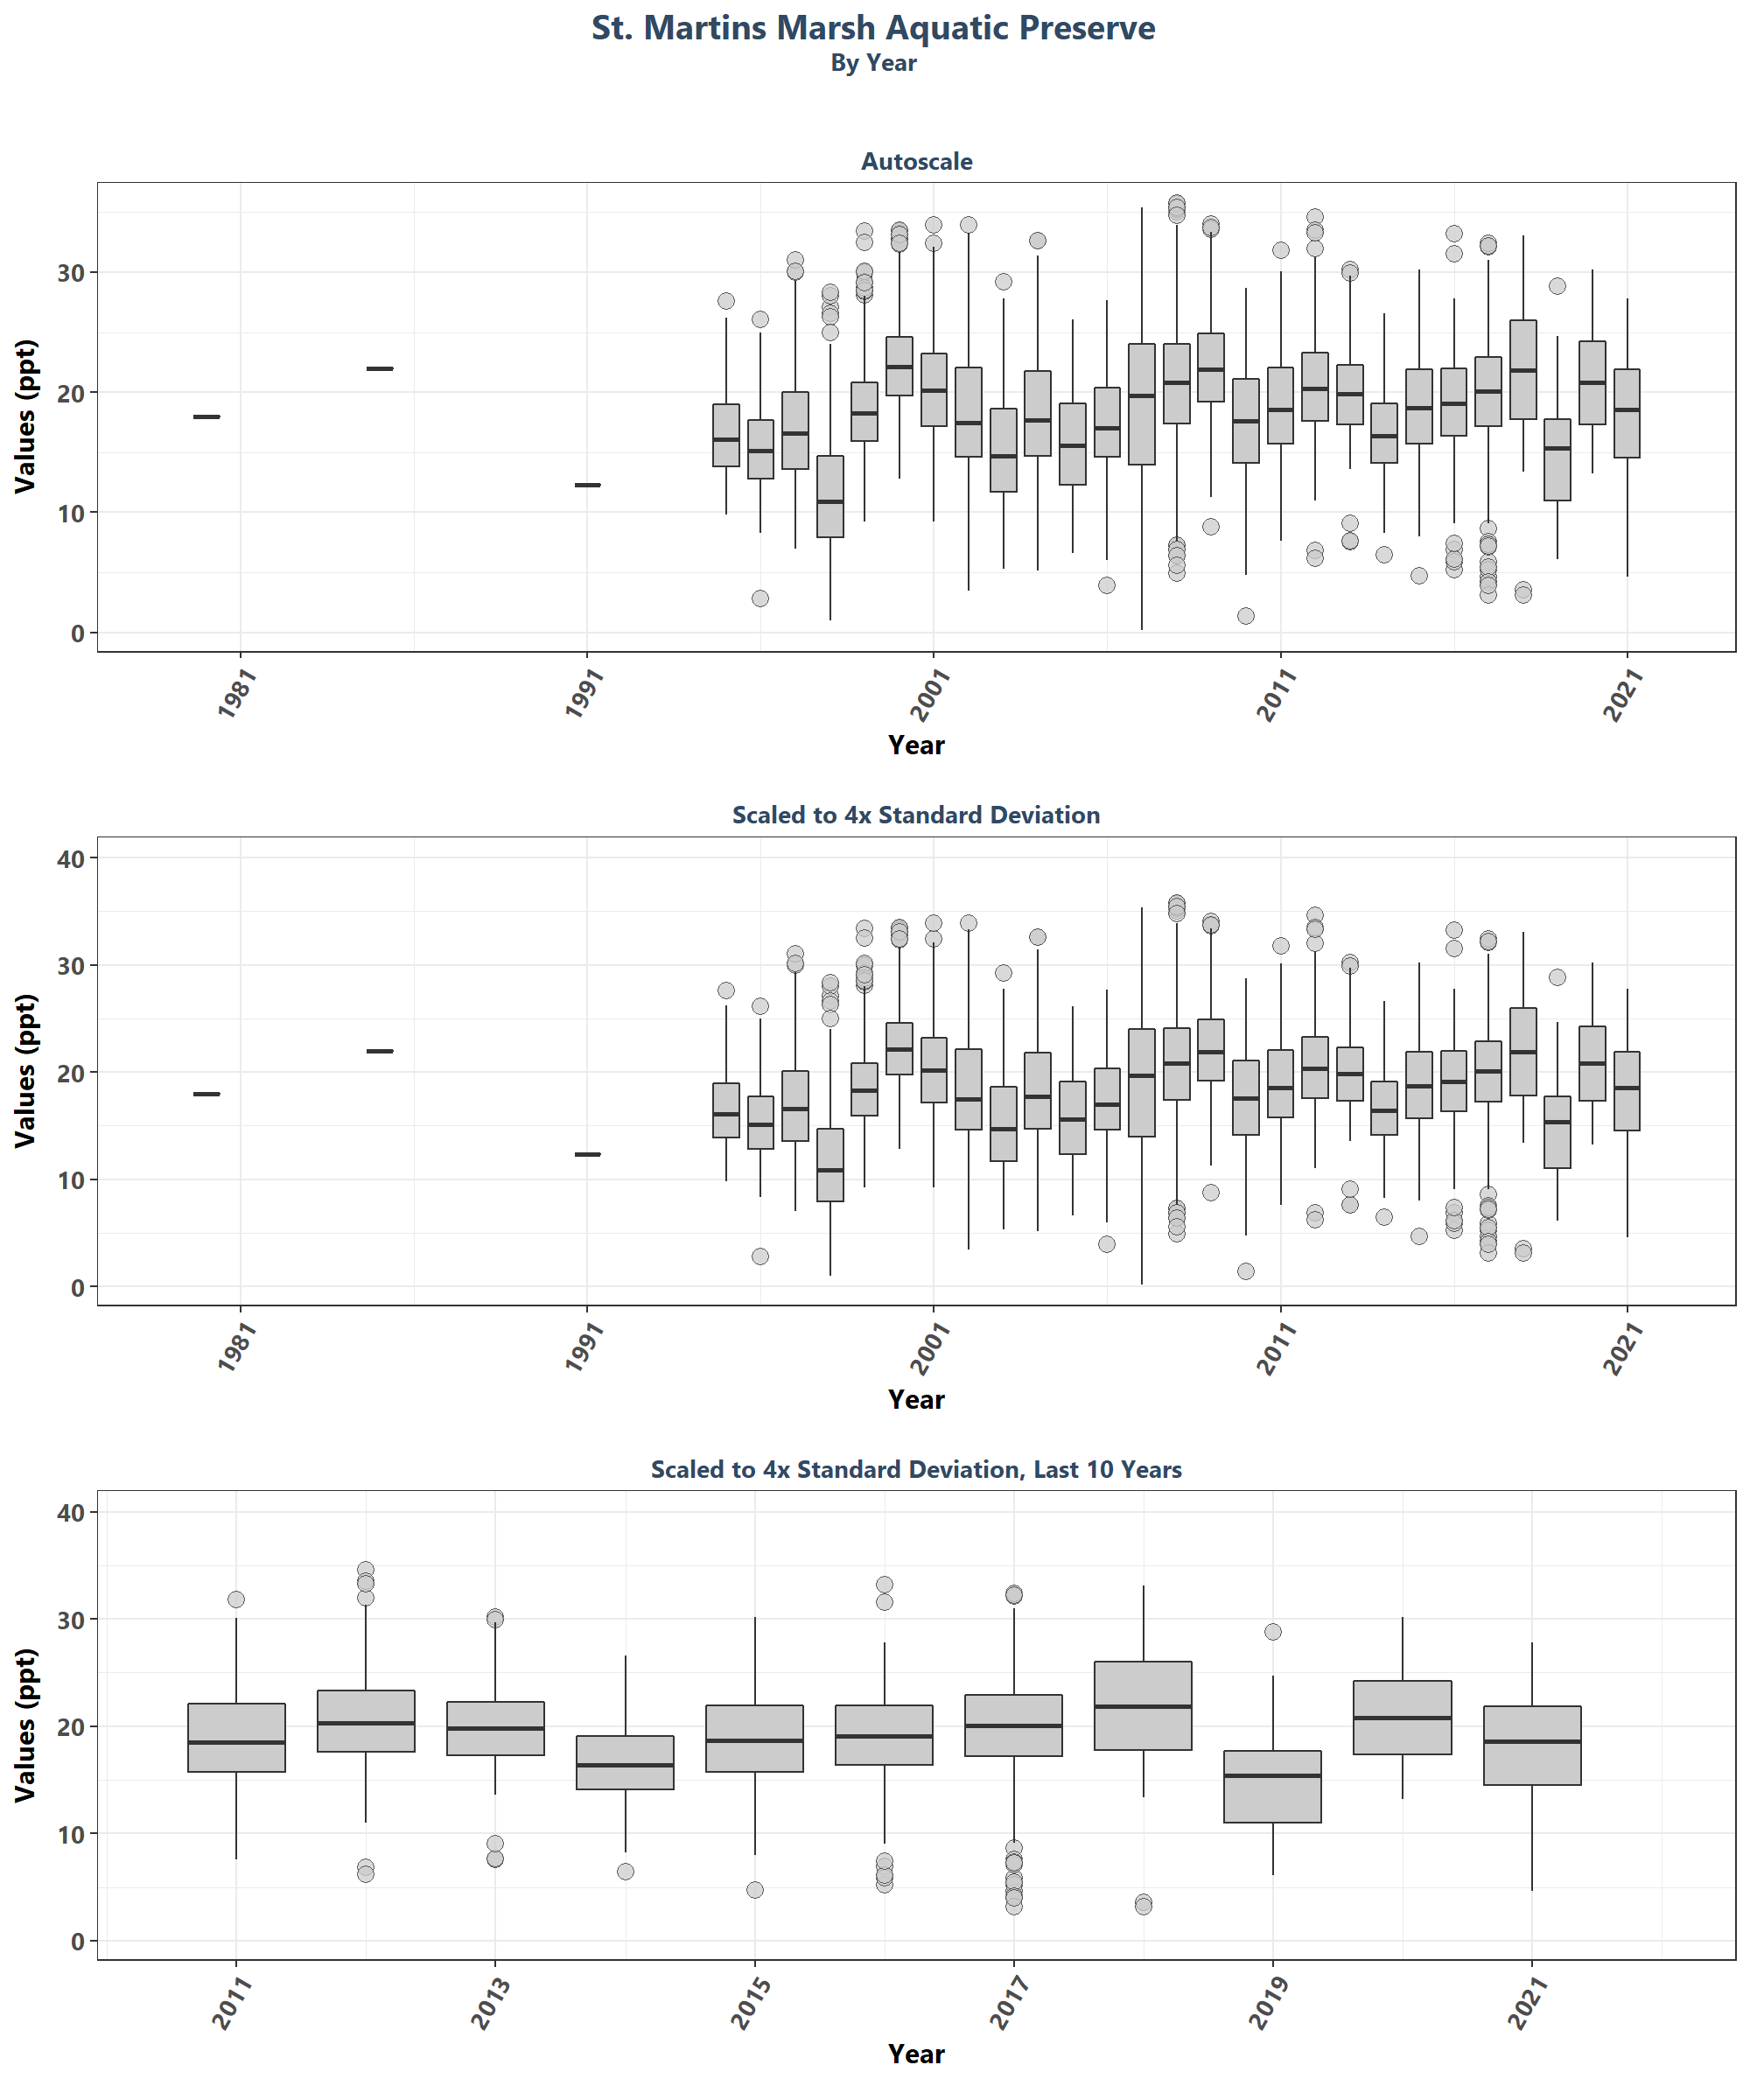 St. Martins Marsh Aquatic Preserve
By Year
Autoscale
Values (ppt)
30
20
10
0
1981
1991
2001
2011
2021
Year
Scaled to 4x Standard Deviation
Values (ppt)
40
30
20
10
0
1981
1991
2001
2011
2021
Year
Scaled to 4x Standard Deviation, Last 10 Years
Values (ppt)
40
30
20
10
0
2011
2013
2015
2017
2019
2021
Year